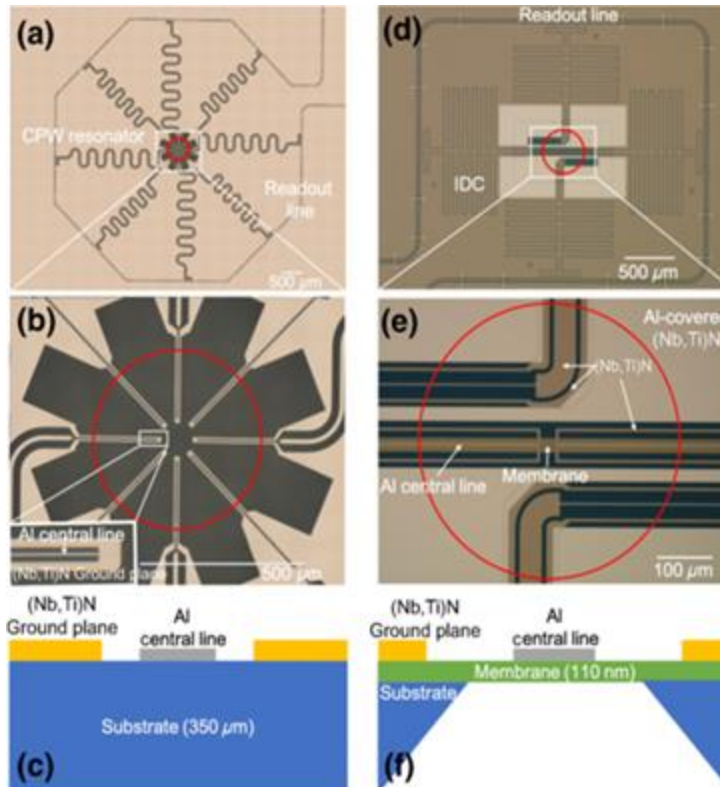 (a)
CPW resonator
Readout
line
500 µm
(d)
Readout line
IDC
500 µm
(b)
Al central line
(Nb,Ti)N Ground place
500 µm
(e)
Al-covere
(Nb,Ti)N
(Nb,Ti)N
Membrane
Al central line
100 µm
(Nb,Ti)N
Ground plane
Al
central line
Substrate (350 µm)
(c)
(Nb,Ti)N
Ground plane
Al
central line
Membrane (110 nm)
Substrate
(f)